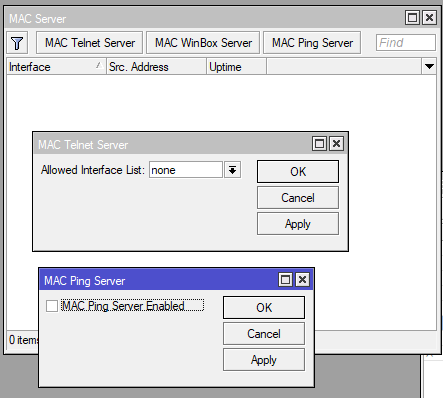 MAC Server
MAC Telnet Server MAC WinBox Server MAC Ping Server Find
Interface / Src. Address Uptime
MAC Telnet Server
Allowed Interface List: none
OK
Cancel
Apply
MAC Ping Server
MAC Ping Server Enabled
OK
Cancel
Apply
0 items